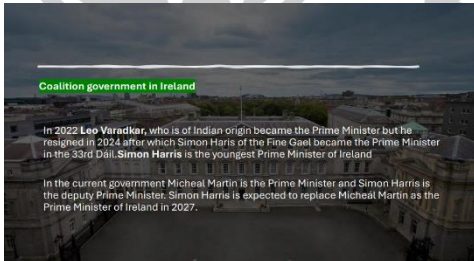 Coalition government in Ireland
In 2022 Leo Varadkar, who is of Indian origin became the Prime Minister but he
resigned in 2024 after which Simon Haris of the Fine Gael became the Prime Minister
in the 33rd Dáil.Simon Harris is the youngest Prime Minister of Ireland
In the current government Micheal Martin is the Prime Minister and Simon Harris is
the deputy Prime Minister. Simon Harris is expected to replace Micheál Martin as the
Prime Minister of Ireland in 2027.